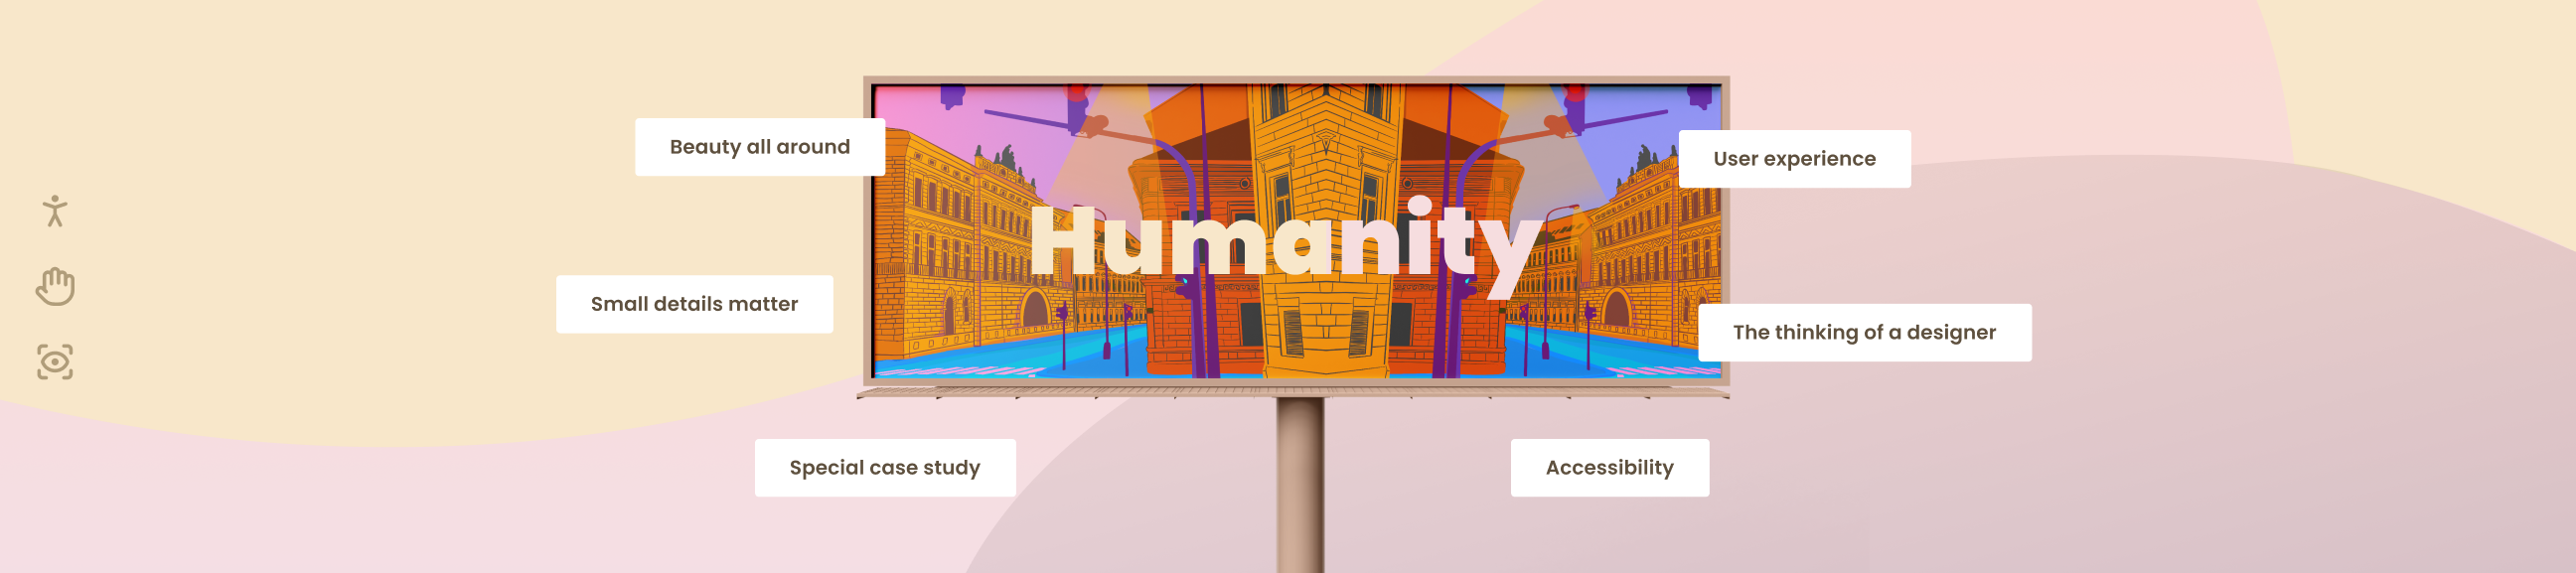 Beauty all around
User experience
Humanity
Small details matter
The thinking of a designer
Special case study
Accessibility